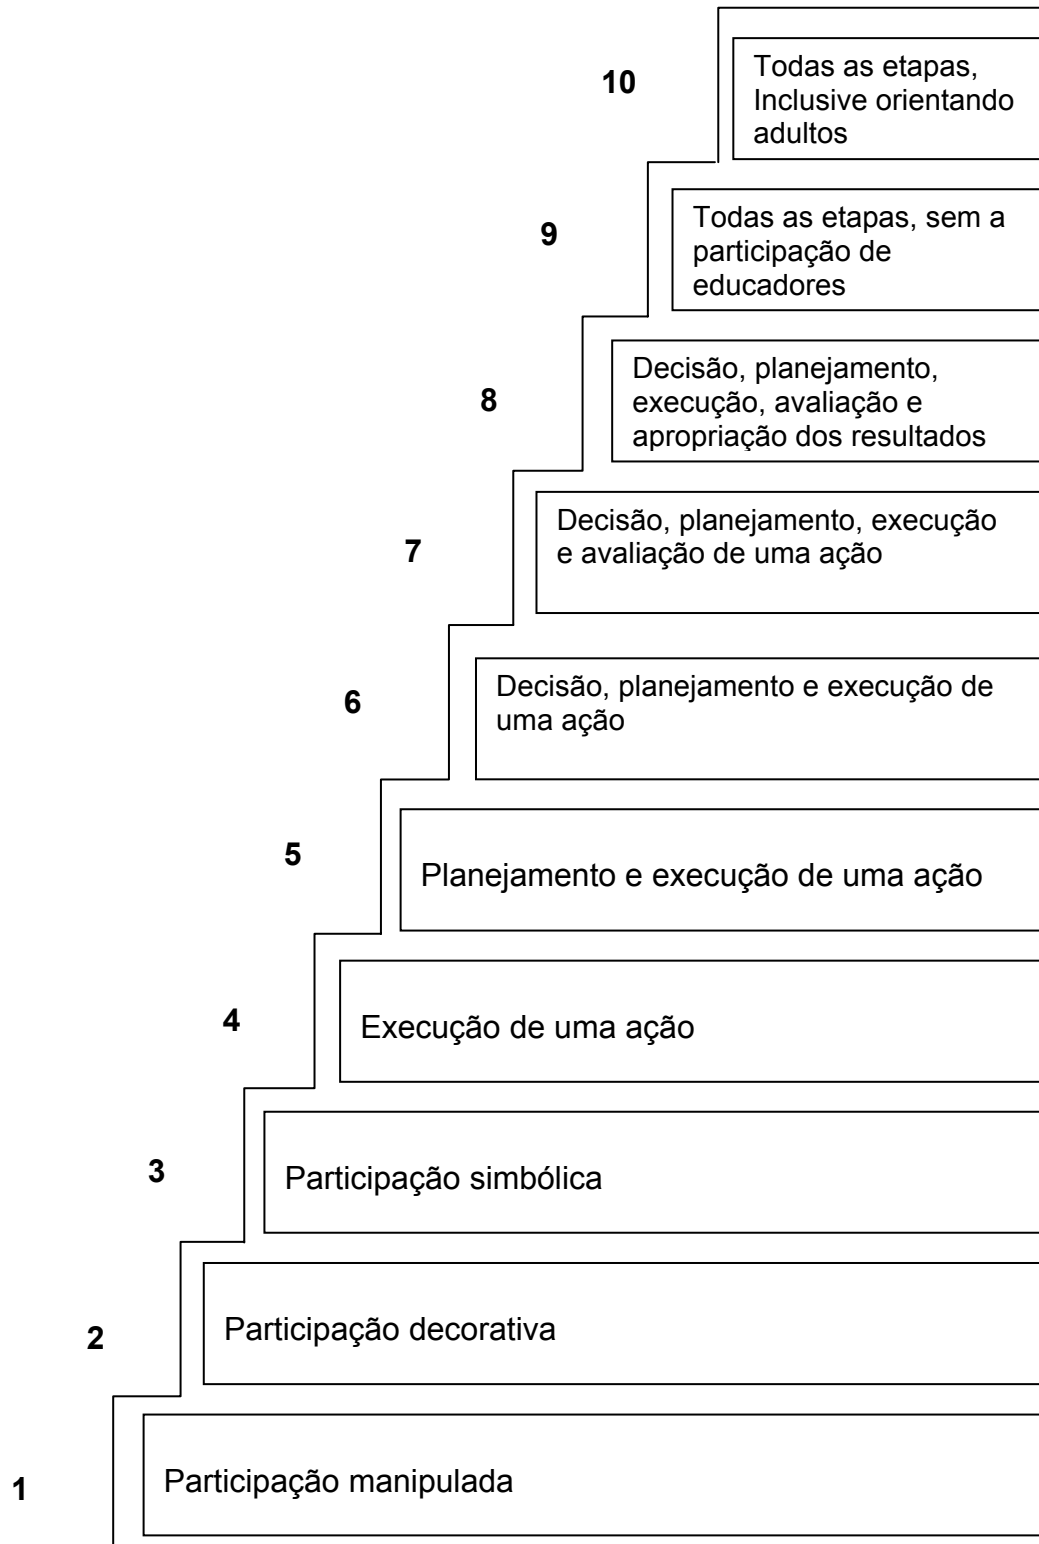 10
Todas as etapas,
Inclusive orientando
adultos
9
Todas as etapas, sem a
participação de
educadores
8
Decisão, planejamento,
execução, avaliação e
apropriação dos resultados
7
Decisão, planejamento, execução
e avaliação de uma ação
6
Decisão, planejamento e execução de
uma ação
5
Planejamento e execução de uma ação
4
Execução de uma ação
3
Participação simbólica
2
Participação decorativa
1
Participação manipulada